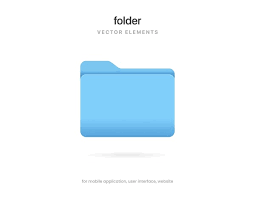 folder
VECTOR ELEMENTS
for mobile application, user interface, website